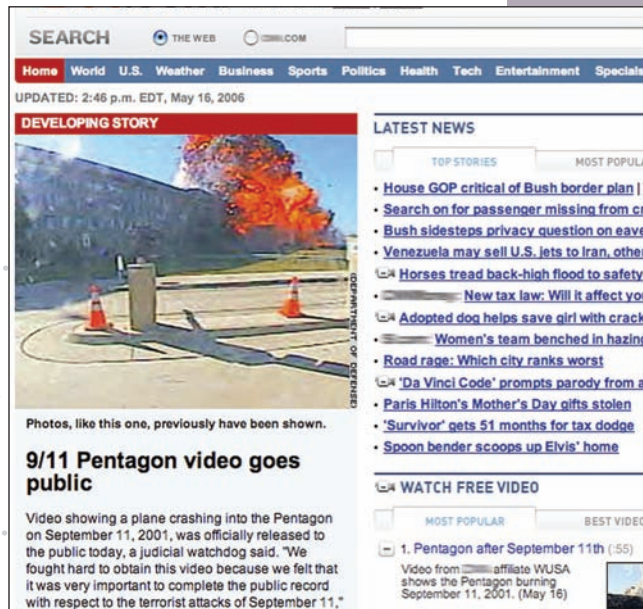 SEARCH
THE WEB
.COM
Home World U.S. Weather Business Sports Politics Health Tech Entertainment Specials
UPDATED: 2:46 p.m. EDT, May 16, 2006
DEVELOPING STORY
(DEPARTMENT OF DEFENSE)
Photos, like this one, previously have been shown.
9/11 Pentagon video goes
public
Video showing a plane crashing into the Pentagon
on September 11, 2001, was officially released to
the public today, a judicial watchdog said. "We
fought hard to obtain this video because we felt that
it was very important to complete the public record
with respect to the terrorist attacks of September 11,"
LATEST NEWS
TOP STORIES
MOST
• House GOP critical of Bush border plan |
• Search on for passenger missing from
• Bush sidesteps privacy question on
• Venezuela may sell U.S. jets to Iran,
Horses tread back-high flood to safety
• New tax law: Will it affect
Adopted dog helps save girl with
• Women's team benched in
• Road rage: Which city ranks worst
'Da Vinci Code' prompts parody from
• Paris Hilton's Mother's Day gifts stolen
• 'Survivor' gets 51 months for tax dodge
• Spoon bender scoops up Elvis' home
WATCH FREE VIDEO
MOST POPULAR
BEST VIDEO
1. Pentagon after September 11th (:55)
Video from affiliate WUSA
shows the Pentagon burning
September 11, 2001. (May 16)